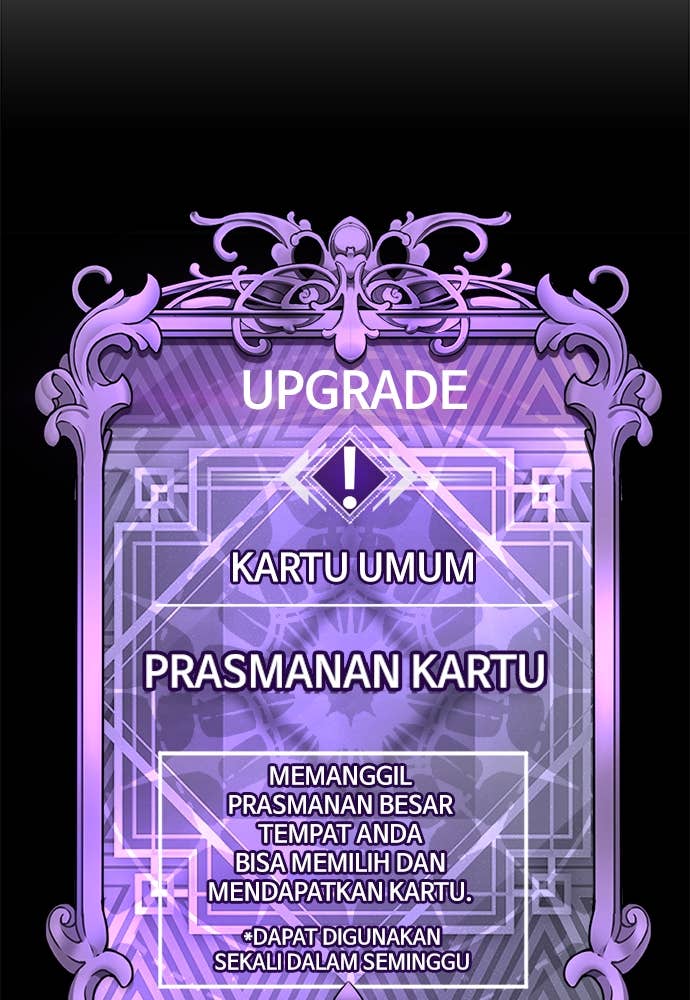 UPGRADE
!
KARTU UMUM
PRASMANAN KARTU
MEMANGGIL
PRASMANAN BESAR
TEMPAT ANDA
BISA MEMILIH DAN
MENDAPATKAN KARTU.
*DAPAT DIGUNAKAN
SEKALI DALAM SEMINGGU